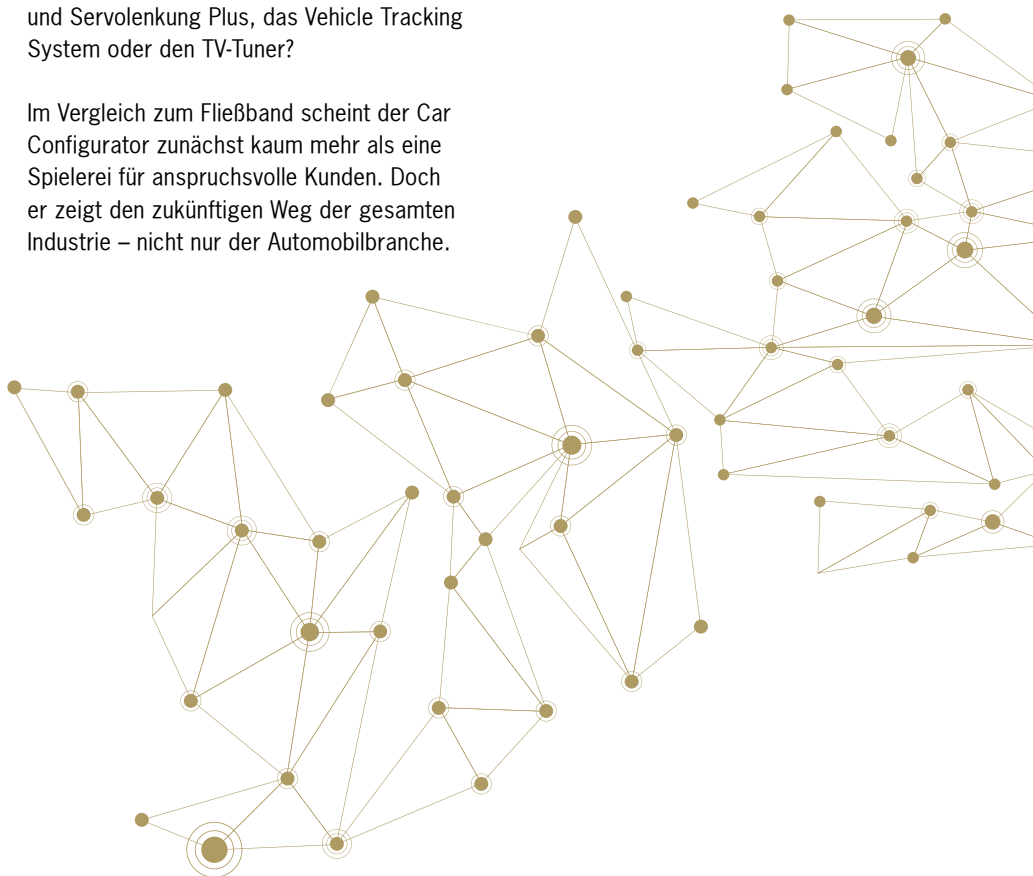 und Servolenkung Plus, das Vehicle Tracking
System oder den TV-Tuner?
Im Vergleich zum Fließband scheint der Car
Configurator zunächst kaum mehr als eine
Spielerei für anspruchsvolle Kunden. Doch
er zeigt den zukünftigen Weg der gesamten
Industrie – nicht nur der Automobilbranche.